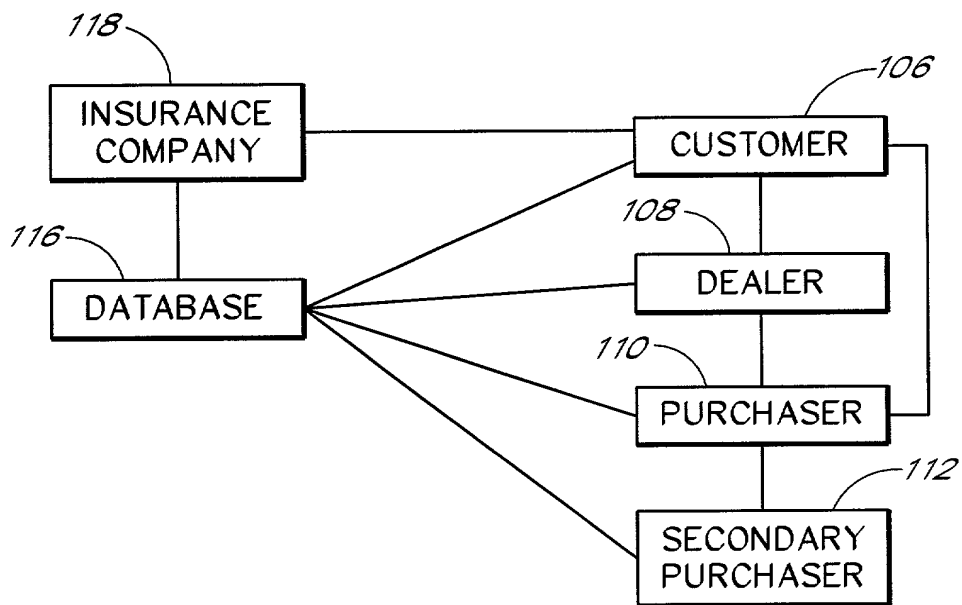 118
INSURANCE
COMPANY
106
CUSTOMER
116
DATABASE
108
DEALER
110
PURCHASER
112
SECONDARY
PURCHASER